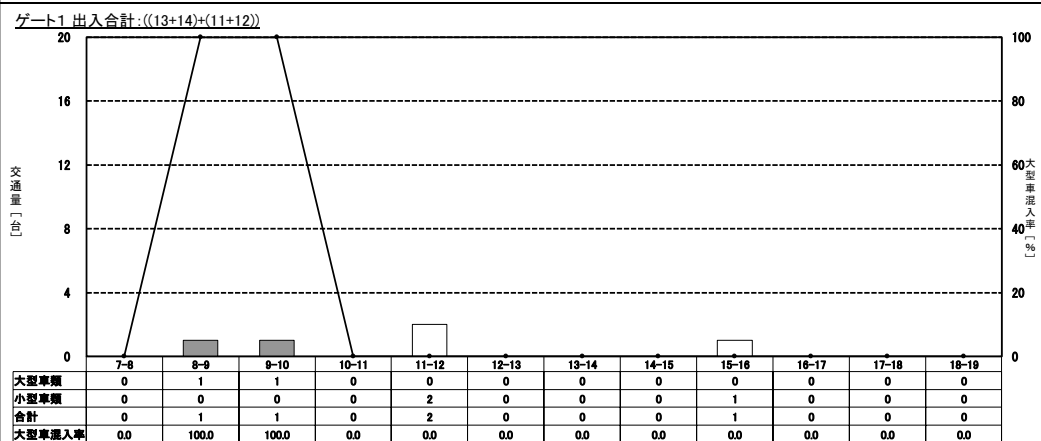 ゲート1 出入合計:((13+14)+(11+12))
20 100
16 80
12 60
8 40
4 20
0 0
交通量[台]
大型車混入率[%]
7-8 8-9 9-10 10-11 11-12 12-13 13-14 14-15 15-16 16-17 17-18 18-19
大型車類 0 1 1 0 0 0 0 0 0 0 0 0
小型車類 0 0 0 0 2 0 0 0 1 0 0 0
合計 0 1 1 0 2 0 0 0 1 0 0 0
大型車混入率 0.0 100.0 100.0 0.0 0.0 0.0 0.0 0.0 0.0 0.0 0.0 0.0